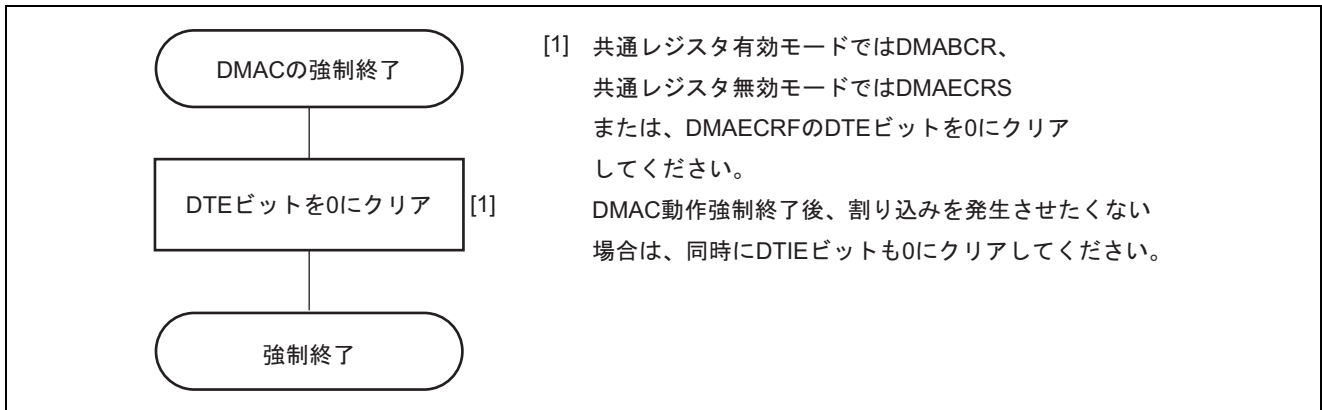 DMACの強制終了
DTEビットを0にクリア
[1]
強制終了
[1] 共通レジスタ有効モードではDMABCR、
共通レジスタ無効モードではDMAECRS
または、DMAECRFのDTEビットを0にクリア
してください。
DMAC動作強制終了後、割り込みを発生させたくない
場合は、同時にDTIEビットも0にクリアしてください。